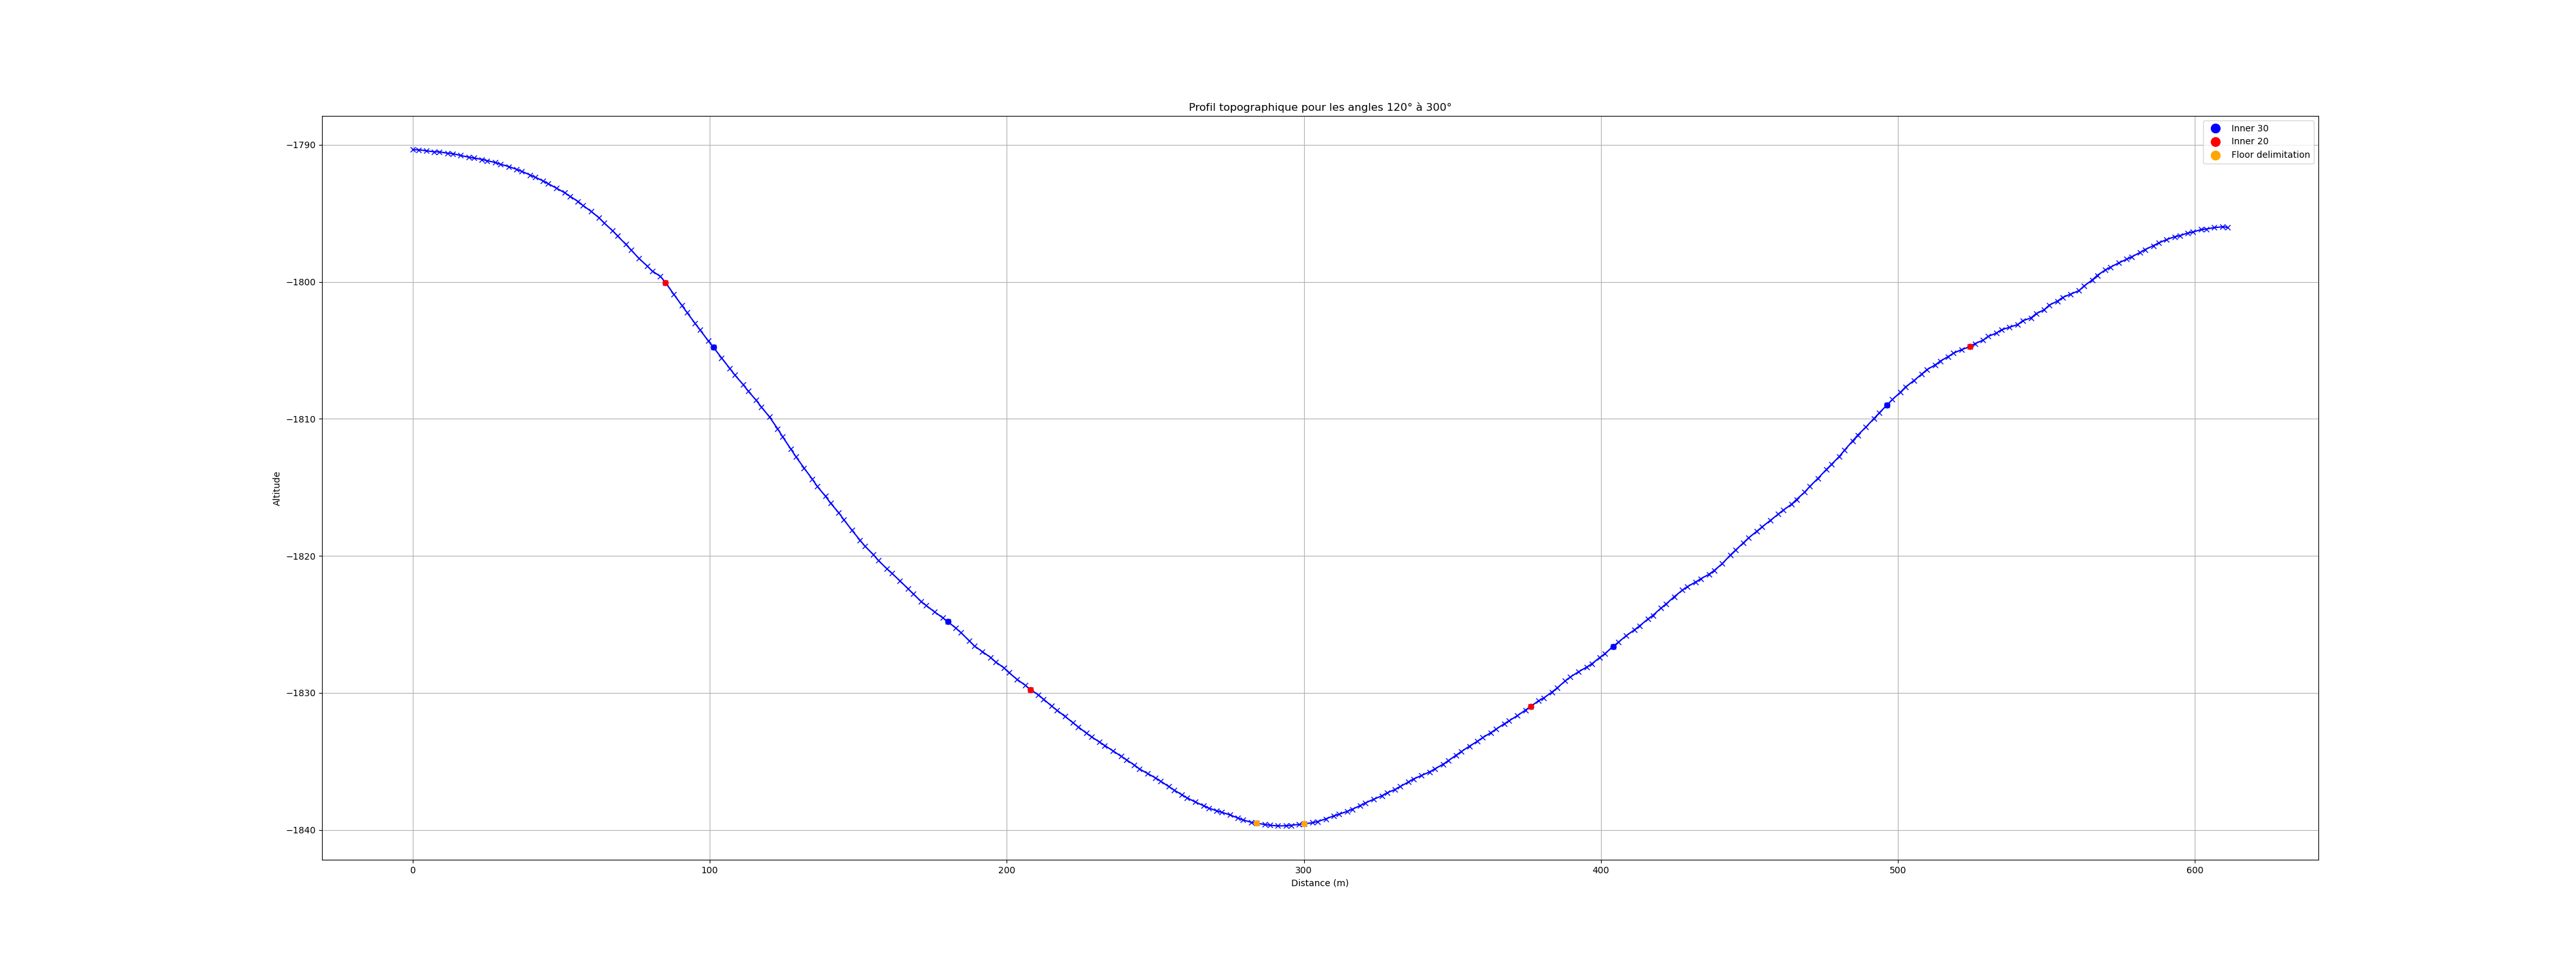 Profil topographique pour les angles 120° à 300°
Inner 30
Inner 20
Floor delimitation
Altitude
−1790
−1800
−1810
−1820
−1830
−1840
0
100
200
300
400
500
600
Distance (m)